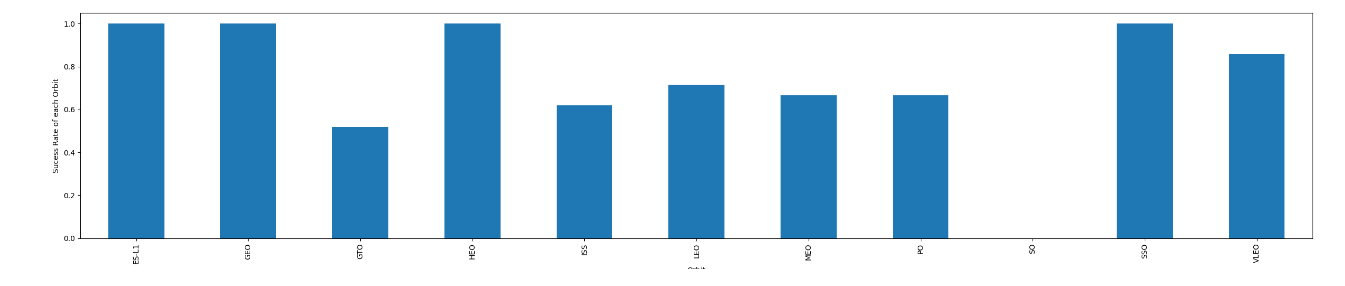 1.0
0.8
0.6
0.4
0.2
0.0
Sucess Rate of each Orbit
ES-L1
GEO
GTO
HEO
ISS
LEO
MEO
PO
SO
SSO
VLEO